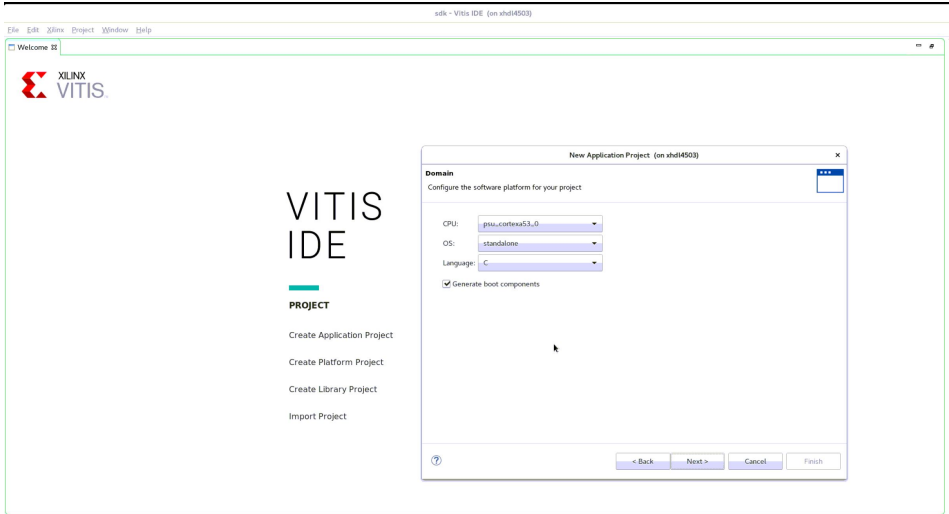 sdk - Vitis IDE (on xhdl4503)
File Edit Xilinx Project Window Help
Welcome
XILINX
VITIS
New Application Project (on xhdl4503)
Domain
Configure the software platform for your project
VITIS
IDE
CPU: psu_cortexa53_0
OS: standalone
Language: C
Generate boot components
PROJECT
Create Application Project
Create Platform Project
Create Library Project
Import Project
? < Back Next > Cancel Finish